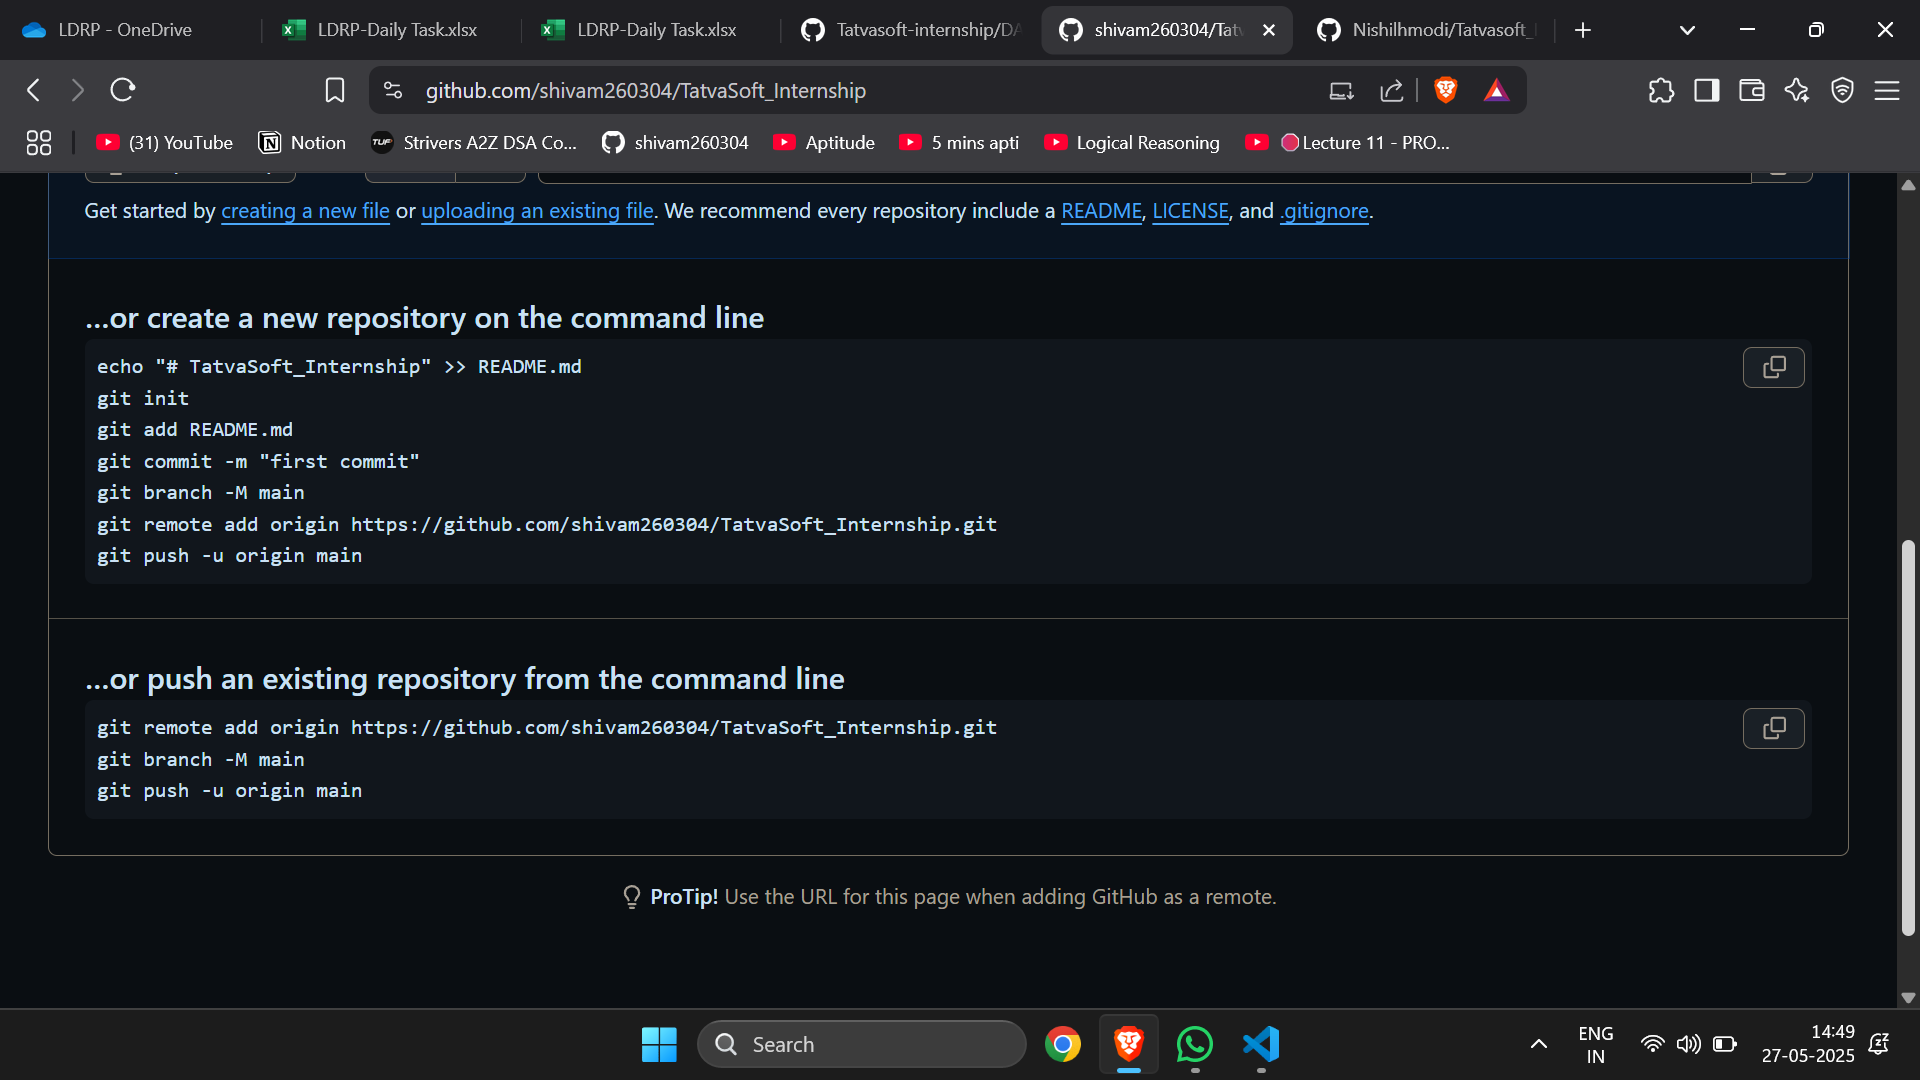 LDRP - OneDrive
LDRP-Daily Task.xlsx
LDRP-Daily Task.xlsx
Tatvasoft-internship/DA
shivam260304/Tatv
Nishilhmodi/Tatvasoft_
github.com/shivam260304/TatvaSoft_Internship
(31) YouTube
Notion
TUF
Strivers A2Z DSA Co...
shivam260304
Aptitude
5 mins apti
Logical Reasoning
Lecture 11 - PRO...
Get started by creating a new file or uploading an existing file. We recommend every repository include a README, LICENSE, and .gitignore.
...or create a new repository on the command line
echo "# TatvaSoft_Internship" >> README.md
git init
git add README.md
git commit -m "first commit"
git branch -M main
git remote add origin https://github.com/shivam260304/TatvaSoft_Internship.git
git push -u origin main
...or push an existing repository from the command line
git remote add origin https://github.com/shivam260304/TatvaSoft_Internship.git
git branch -M main
git push -u origin main
ProTip! Use the URL for this page when adding GitHub as a remote.
Search
ENG
IN
14:49
27-05-2025